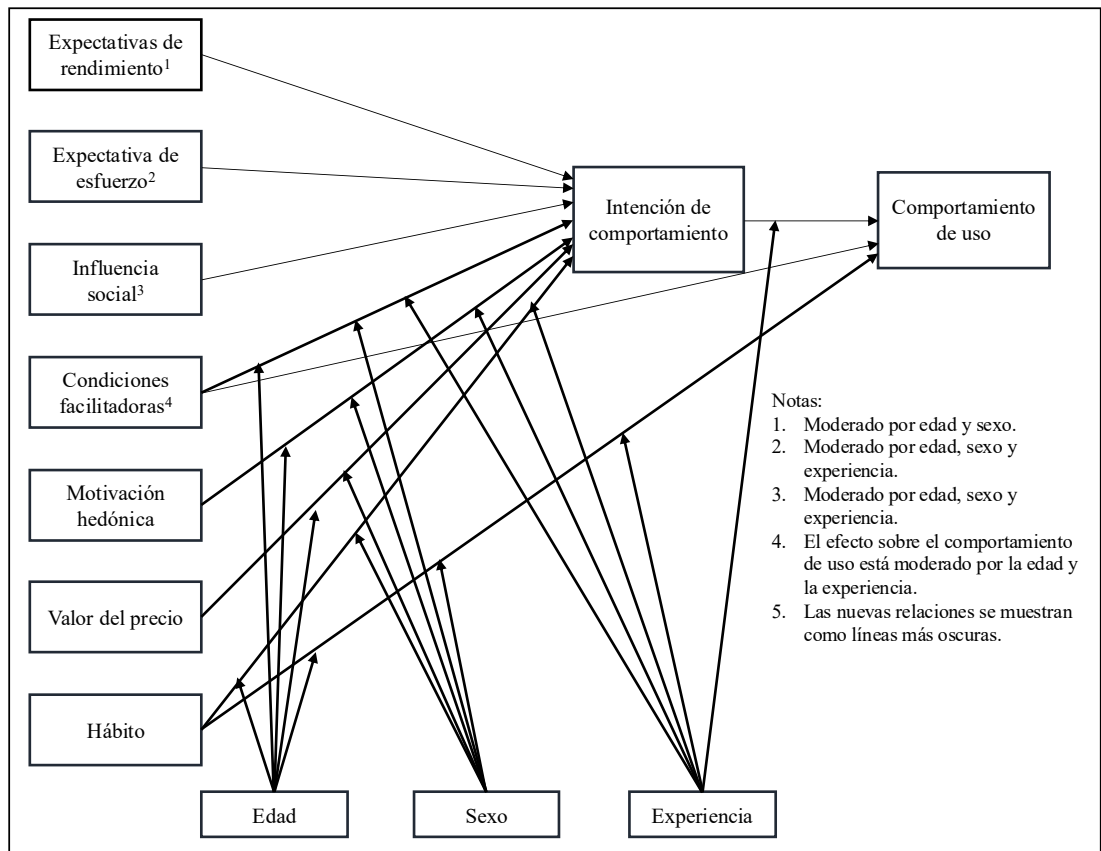 Expectativas de
rendimiento¹
Expectativa de
esfuerzo²
Influencia
social³
Condiciones
facilitadoras⁴
Motivación
hedónica
Valor del precio
Hábito
Intención de
comportamiento
Comportamiento
de uso
Notas:
1. Moderado por edad y sexo.
2. Moderado por edad, sexo y
experiencia.
3. Moderado por edad, sexo y
experiencia.
4. El efecto sobre el comportamiento
de uso está moderado por la edad y
la experiencia.
5. Las nuevas relaciones se muestran
como líneas más oscuras.
Edad
Sexo
Experiencia